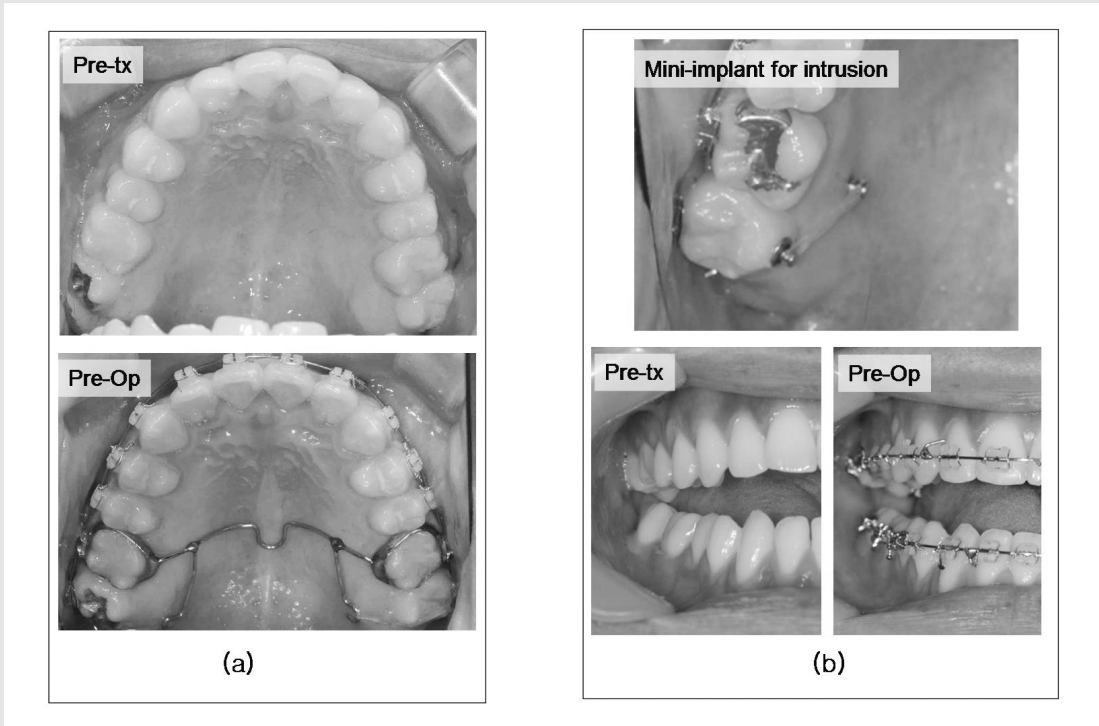 Pre-tx
Pre-Op
(a)
Mini-implant for intrusion
Pre-tx
Pre-Op
(b)